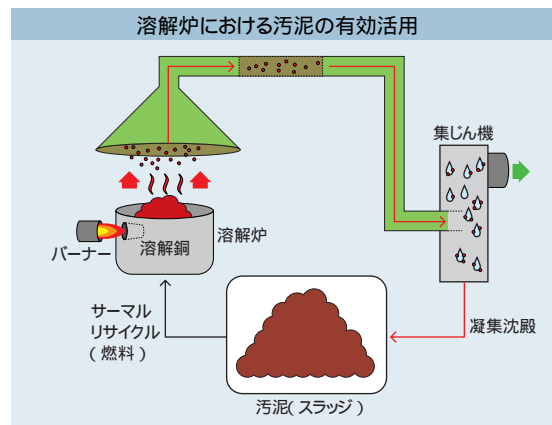 溶解炉における汚泥の有効活用
集じん機
バーナー
溶解銅
溶解炉
サーマル
リサイクル
(燃料)
凝集沈殿
汚泥(スラッジ)